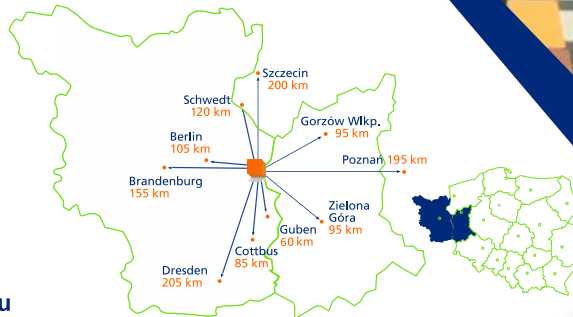 Szczecin
200 km
Schwedt
120 km
Gorzów Wlkp.
95 km
Berlin
105 km
Poznań 195 km
Brandenburg
155 km
Zielona
Góra
95 km
Guben
60 km
Cottbus
85 km
Dresden
205 km
u